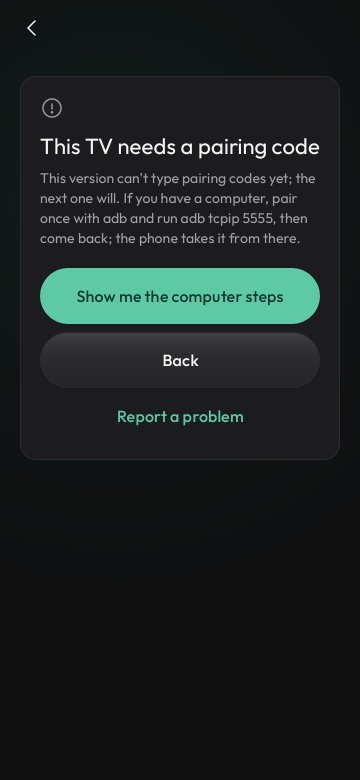 This TV needs a pairing code
This version can't type pairing codes yet; the
next one will. If you have a computer, pair
once with adb and run adb tcpip 5555, then
come back; the phone takes it from there.
Show me the computer steps
Back
Report a problem